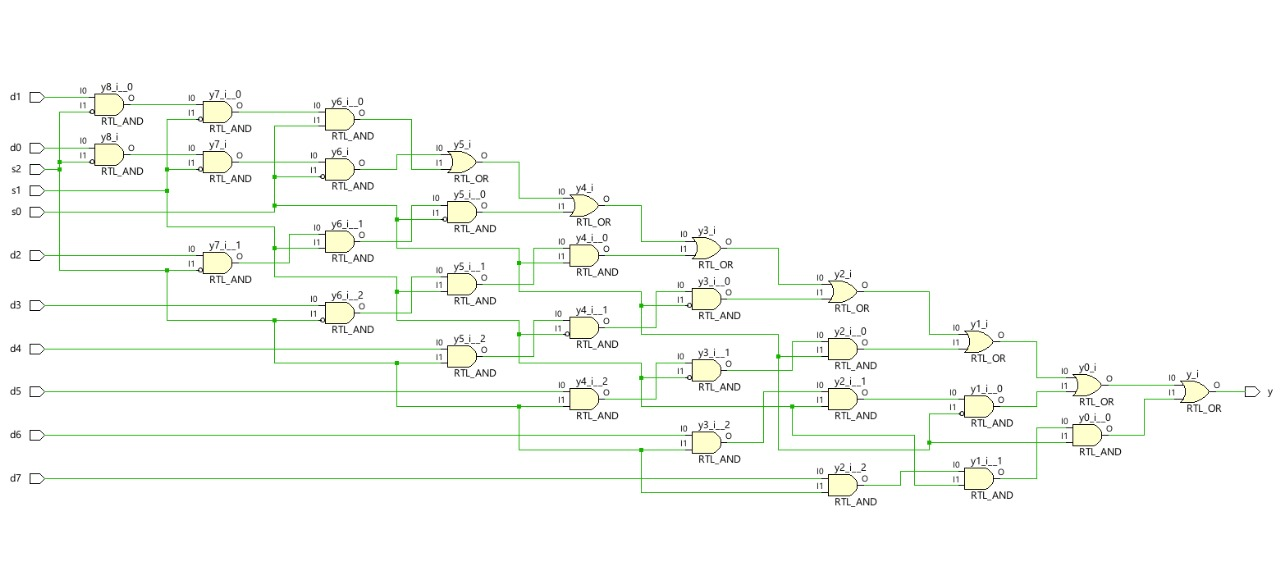 d1
d0
s2
s1
s0
d2
d3
d4
d5
d6
d7
y8_i__0
I0
I1
O
RTL_AND
y8_i
I0
I1
O
RTL_AND
y7_i__0
I0
I1
O
RTL_AND
y7_i
I0
I1
O
RTL_AND
y7_i__1
I0
I1
O
RTL_AND
y6_i__0
I0
I1
O
RTL_AND
y6_i
I0
I1
O
RTL_AND
y6_i__1
I0
I1
O
RTL_AND
y6_i__2
I0
I1
O
RTL_AND
y5_i
I0
I1
O
RTL_OR
y5_i__0
I0
I1
O
RTL_AND
y5_i__1
I0
I1
O
RTL_AND
y5_i__2
I0
I1
O
RTL_AND
y4_i
I0
I1
O
RTL_OR
y4_i__0
I0
I1
O
RTL_AND
y4_i__1
I0
I1
O
RTL_AND
y4_i__2
I0
I1
O
RTL_AND
y3_i
I0
I1
O
RTL_OR
y3_i__0
I0
I1
O
RTL_AND
y3_i__1
I0
I1
O
RTL_AND
y3_i__2
I0
I1
O
RTL_AND
y2_i
I0
I1
O
RTL_OR
y2_i__0
I0
I1
O
RTL_AND
y2_i__1
I0
I1
O
RTL_AND
y2_i__2
I0
I1
O
RTL_AND
y1_i
I0
I1
O
RTL_OR
y1_i__0
I0
I1
O
RTL_AND
y1_i__1
I0
I1
O
RTL_AND
y0_i
I0
I1
O
RTL_OR
y0_i__0
I0
I1
O
RTL_AND
y_i
I0
I1
O
RTL_OR
y